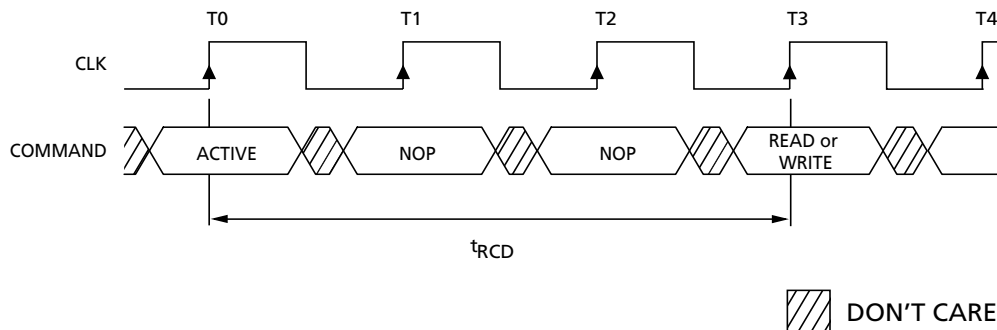 T0 T1 T2 T3 T4
CLK
COMMAND ACTIVE NOP NOP READ or
WRITE
tRCD
DON'T CARE